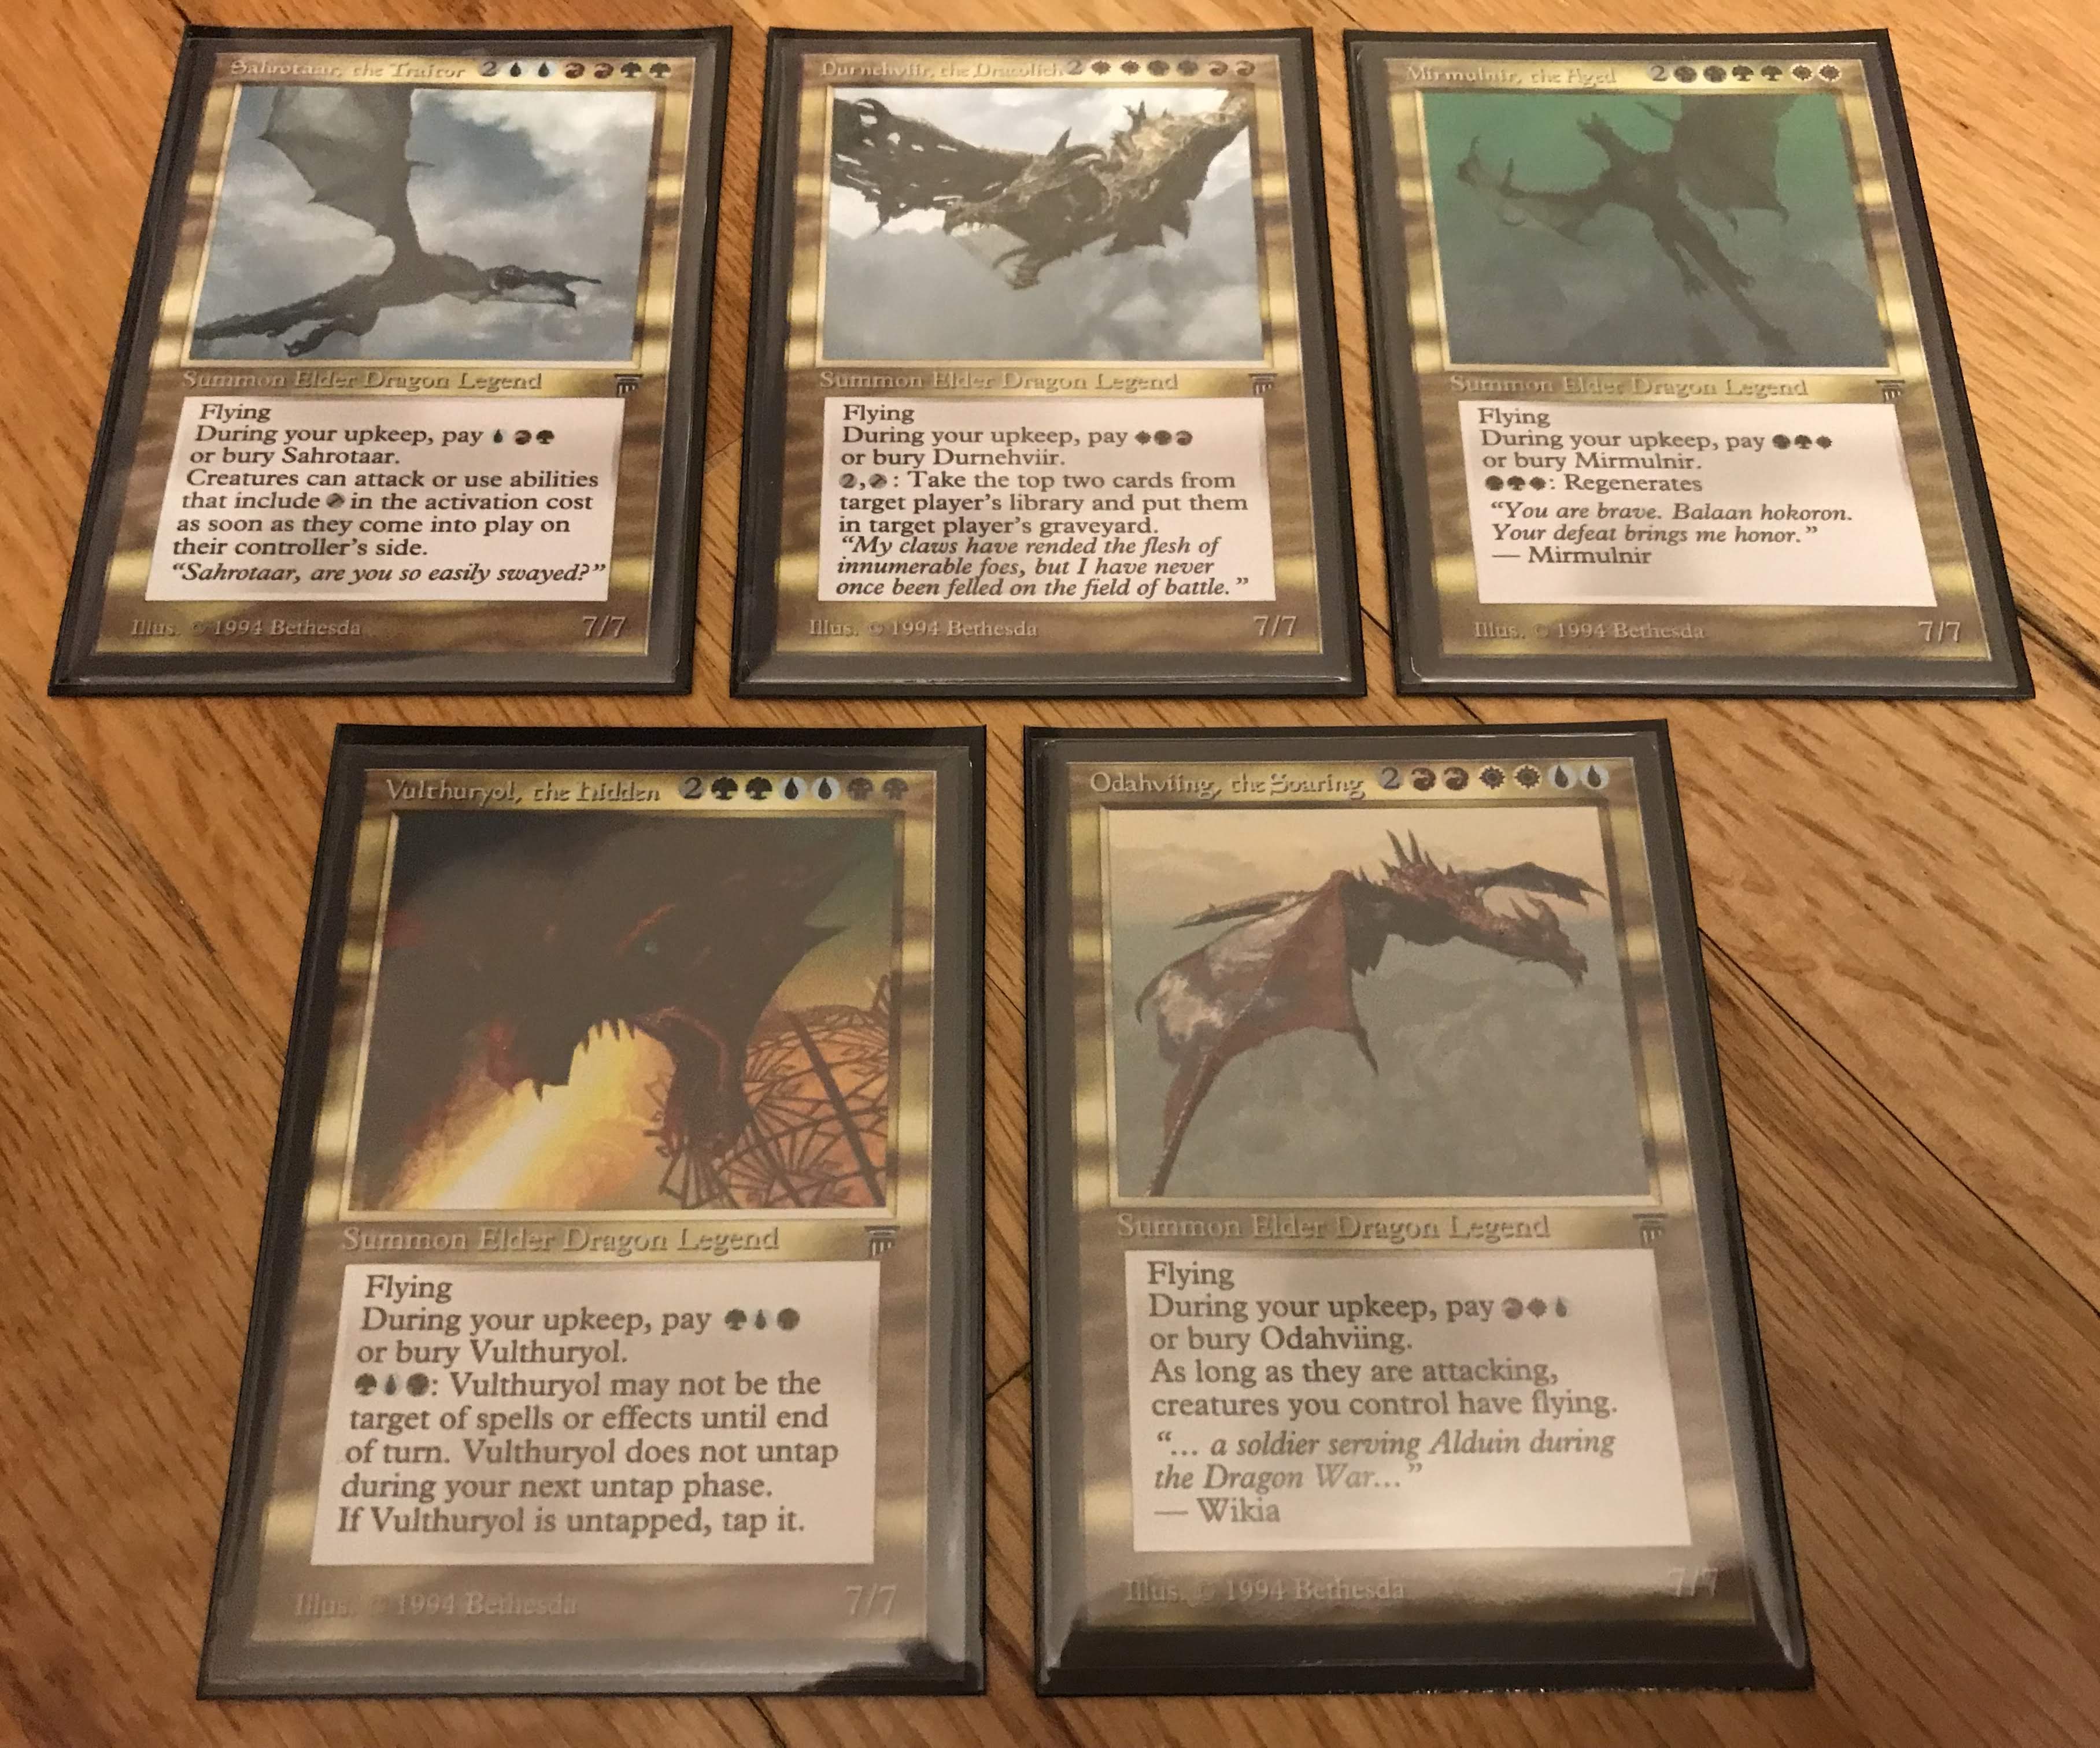 Sahrotaar, the Traitor 2
Summon Elder Dragon Legend
Flying
During your upkeep, pay
or bury Sahrotaar.
Creatures can attack or use abilities
that include in the activation cost
as soon as they come into play on
their controller's side.
“Sahrotaar, are you so easily swayed?”
Illus. © 1994 Bethesda 7/7
Durnehviir, the Dracolich 2
Summon Elder Dragon Legend
Flying
During your upkeep, pay
or bury Durnehviir.
2, : Take the top two cards from
target player's library and put them
in target player's graveyard.
“My claws have rended the flesh of
innumerable foes, but I have never
once been felled on the field of battle.”
Illus. © 1994 Bethesda 7/7
Mirmulnir, the Aged 2
Summon Elder Dragon Legend
Flying
During your upkeep, pay
or bury Mirmulnir.
: Regenerates
“You are brave. Balaan hokoron.
Your defeat brings me honor.”
— Mirmulnir
Illus. © 1994 Bethesda 7/7
Vulthuryol, the Hidden 2
Summon Elder Dragon Legend
Flying
During your upkeep, pay
or bury Vulthuryol.
: Vulthuryol may not be the
target of spells or effects until end
of turn. Vulthuryol does not untap
during your next untap phase.
If Vulthuryol is untapped, tap it.
Illus. © 1994 Bethesda 7/7
Odahviing, the Soaring 2
Summon Elder Dragon Legend
Flying
During your upkeep, pay
or bury Odahviing.
As long as they are attacking,
creatures you control have flying.
“... a soldier serving Alduin during
the Dragon War...”
— Wikia
Illus. © 1994 Bethesda 7/7